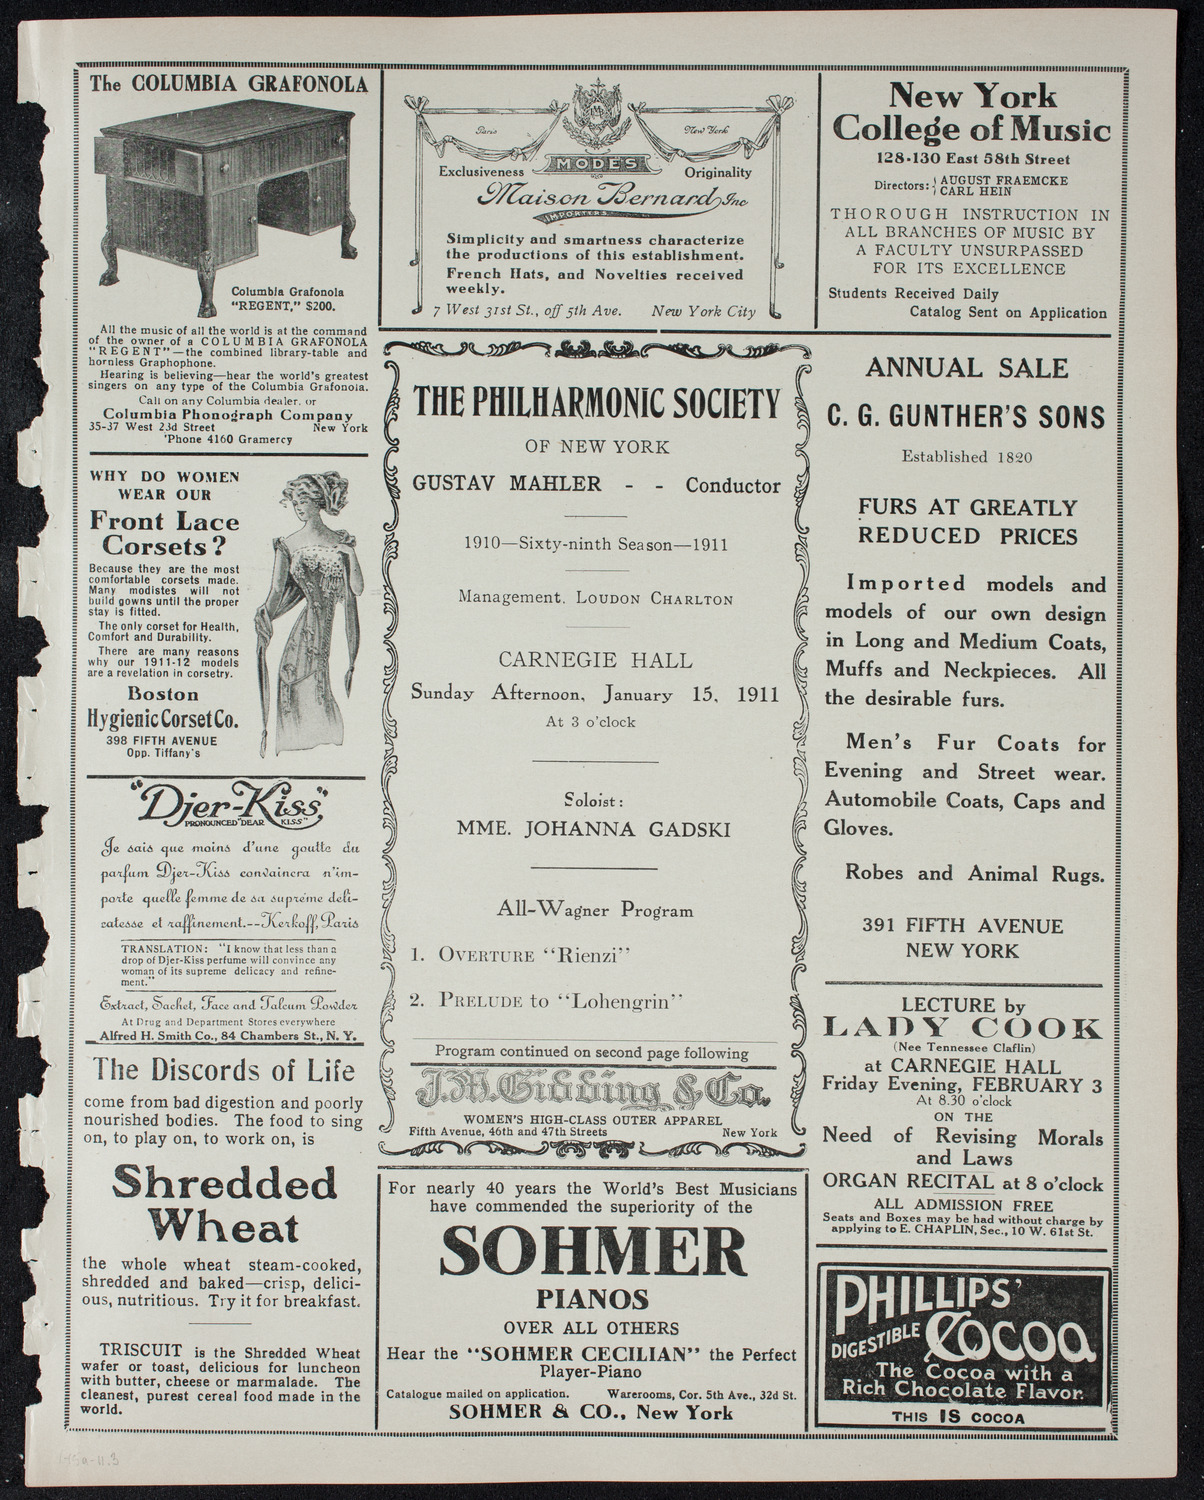 The COLUMBIA GRAFONOLA
Columbia Grafonola
"REGENT," $200.
All the music of all the world is at the command
of the owner of a COLUMBIA GRAFONOLA
"REGENT"—the combined library-table and
hornless Graphophone.
Hearing is believing—hear the world's greatest
singers on any type of the Columbia Grafonola.
Call on any Columbia dealer, or
Columbia Phonograph Company
35-37 West 23d Street New York
'Phone 4160 Gramercy
WHY DO WOMEN
WEAR OUR
Front Lace
Corsets?
Because they are the most
comfortable corsets made.
Many modistes will not
build gowns until the proper
stay is fitted.
The only corset for Health,
Comfort and Durability.
There are many reasons
why our 1911-12 models
are a revelation in corsetry.
Boston
Hygienic Corset Co.
398 FIFTH AVENUE
Opp. Tiffany's
"Djer-Kiss"
PRONOUNCED "DEAR KISS"
Je sais que moins d'une goutte du
parfum Djer-Kiss convaincra n'im-
porte quelle femme de sa suprême deli-
catesse et raffinement.--Kerkoff, Paris
TRANSLATION: "I know that less than a
drop of Djer-Kiss perfume will convince any
woman of its supreme delicacy and refine-
ment."
Extract, Sachet, Face and Talcum Powder
At Drug and Department Stores everywhere
Alfred H. Smith Co., 84 Chambers St., N. Y.
The Discords of Life
come from bad digestion and poorly
nourished bodies. The food to sing
on, to play on, to work on, is
Shredded
Wheat
the whole wheat steam-cooked,
shredded and baked—crisp, delici-
ous, nutritious. Try it for breakfast.
TRISCUIT is the Shredded Wheat
wafer or toast, delicious for luncheon
with butter, cheese or marmalade. The
cleanest, purest cereal food made in the
world.
Paris New York
MODES
Exclusiveness Originality
Maison Bernard Inc
IMPORTERS
Simplicity and smartness characterize
the productions of this establishment.
French Hats, and Novelties received
weekly.
7 West 31st St., off 5th Ave. New York City
THE PHILHARMONIC SOCIETY
OF NEW YORK
GUSTAV MAHLER - - Conductor
1910—Sixty-ninth Season—1911
Management, LOUDON CHARLTON
CARNEGIE HALL
Sunday Afternoon, January 15, 1911
At 3 o'clock
Soloist:
MME. JOHANNA GADSKI
All-Wagner Program
1. OVERTURE "Rienzi"
2. PRELUDE to "Lohengrin"
Program continued on second page following
J.M. Gidding & Co.
WOMEN'S HIGH-CLASS OUTER APPAREL
Fifth Avenue, 46th and 47th Streets New York
For nearly 40 years the World's Best Musicians
have commended the superiority of the
SOHMER
PIANOS
OVER ALL OTHERS
Hear the "SOHMER CECILIAN" the Perfect
Player-Piano
Catalogue mailed on application. Warerooms, Cor. 5th Ave., 32d St.
SOHMER & CO., New York
New York
College of Music
128-130 East 58th Street
Directors: AUGUST FRAEMCKE
CARL HEIN
THOROUGH INSTRUCTION IN
ALL BRANCHES OF MUSIC BY
A FACULTY UNSURPASSED
FOR ITS EXCELLENCE
Students Received Daily
Catalog Sent on Application
ANNUAL SALE
C. G. GUNTHER'S SONS
Established 1820
FURS AT GREATLY
REDUCED PRICES
Imported models and
models of our own design
in Long and Medium Coats,
Muffs and Neckpieces. All
the desirable furs.
Men's Fur Coats for
Evening and Street wear.
Automobile Coats, Caps and
Gloves.
Robes and Animal Rugs.
391 FIFTH AVENUE
NEW YORK
LECTURE by
LADY COOK
(Nee Tennessee Claflin)
at CARNEGIE HALL
Friday Evening, FEBRUARY 3
At 8.30 o'clock
ON THE
Need of Revising Morals
and Laws
ORGAN RECITAL at 8 o'clock
ALL ADMISSION FREE
Seats and Boxes may be had without charge by
applying to E. CHAPLIN, Sec., 10 W. 61st St.
PHILLIPS'
DIGESTIBLE COCOA
The Cocoa with a
Rich Chocolate Flavor.
THIS IS COCOA